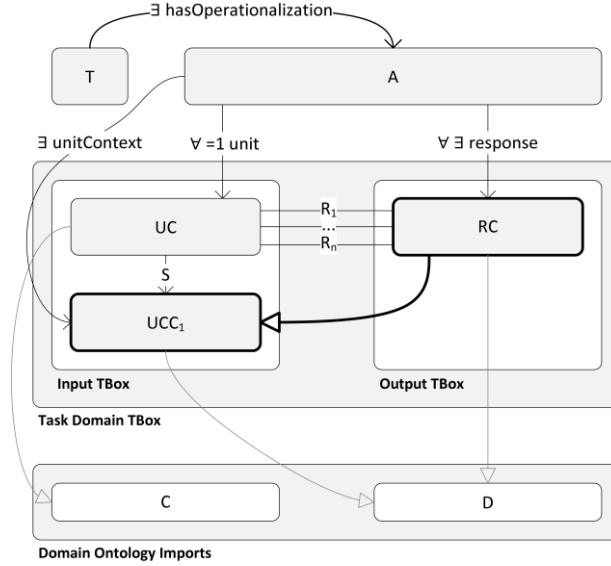 ∃ hasOperationalization
T
A
∃ unitContext
∀ =1 unit
∀ ∃ response
UC
R₁
...
Rₙ
RC
S
UCC₁
Input TBox
Output TBox
Task Domain TBox
C
D
Domain Ontology Imports